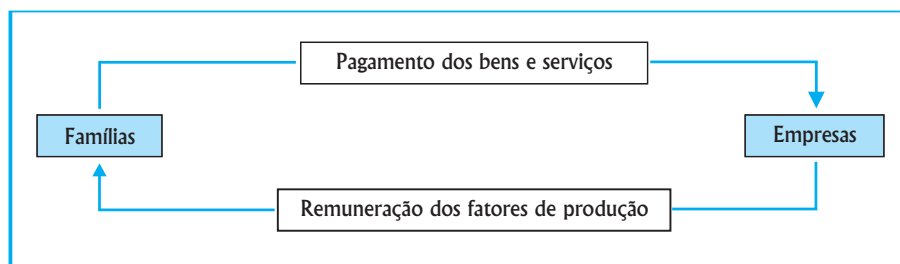 Pagamento dos bens e serviços
Famílias
Empresas
Remuneração dos fatores de produção